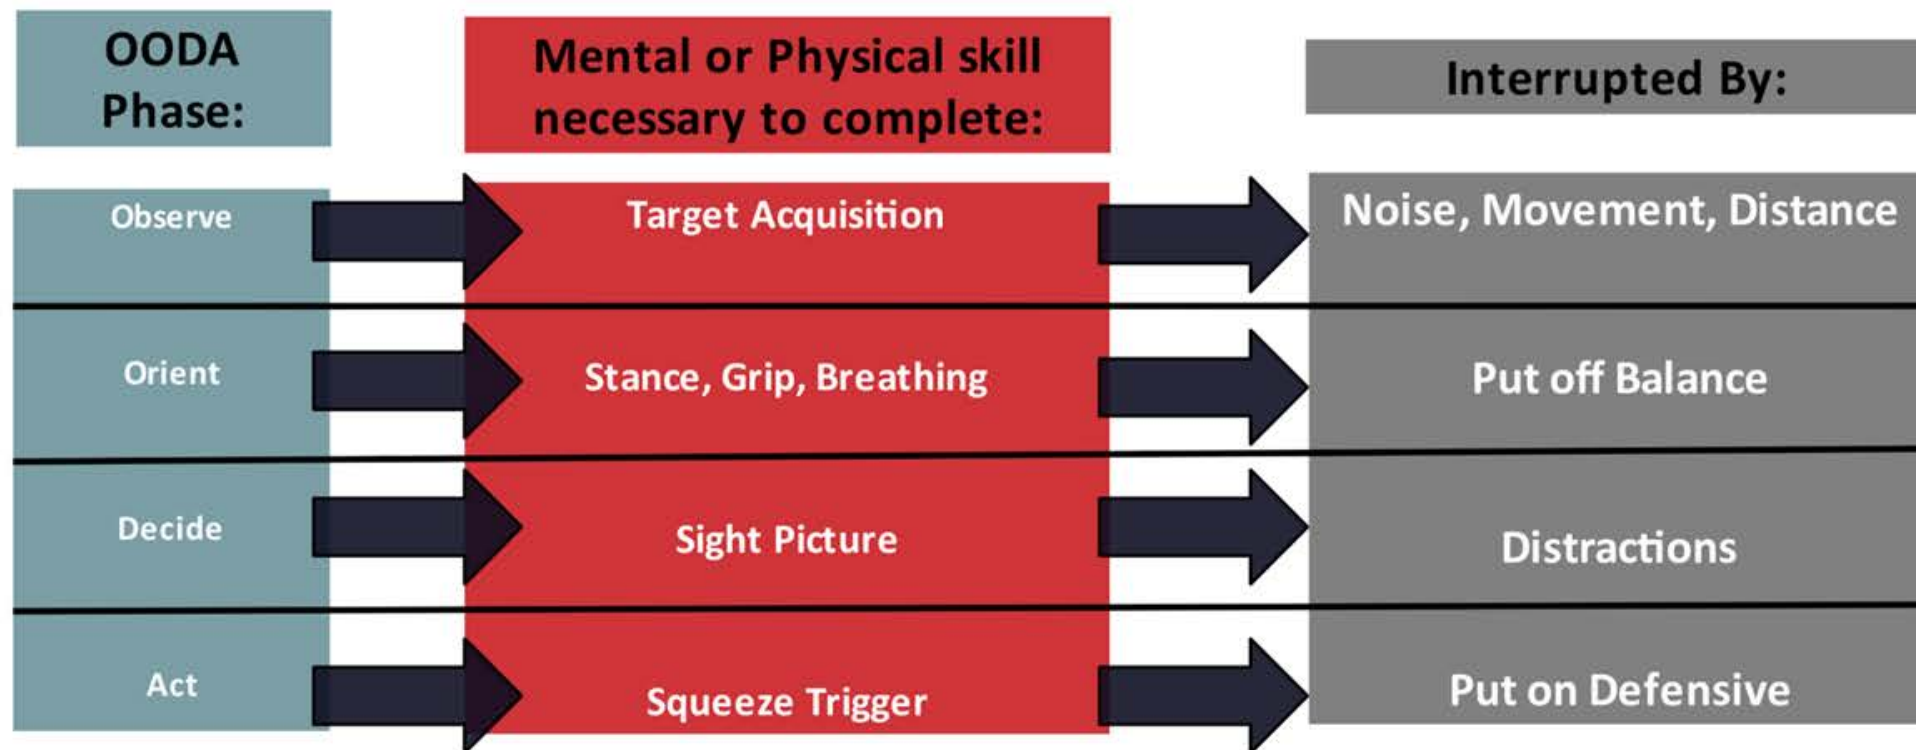 OODA
Phase:
Mental or Physical skill
necessary to complete:
Interrupted By:
Observe
Target Acquisition
Noise, Movement, Distance
Orient
Stance, Grip, Breathing
Put off Balance
Decide
Sight Picture
Distractions
Act
Squeeze Trigger
Put on Defensive